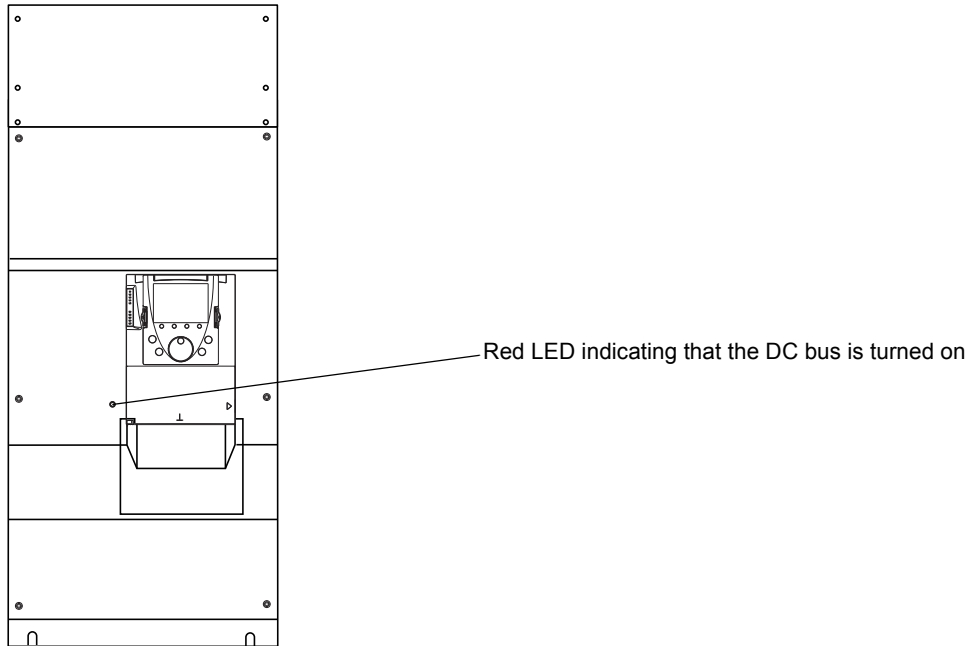 Red LED indicating that the DC bus is turned on